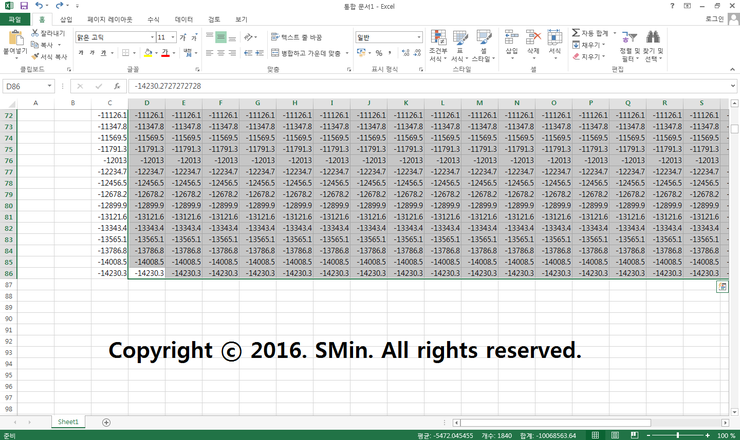 통합 문서1 - Excel
파일 홈 삽입 페이지 레이아웃 수식 데이터 검토 보기 로그인
붙여넣기 잘라내기 복사 서식 복사 클립보드
맑은 고딕 11 가 가 가 글꼴
텍스트 줄 바꿈 병합하고 가운데 맞춤 맞춤
일반 % 표시 형식
조건부 서식 표 서식 셀 스타일 스타일
삽입 삭제 서식 셀
자동 합계 채우기 지우기 정렬 및 필터 찾기 및 선택 편집
D86 fx -14230.2727272728
A B C D E F G H I J K L M N O P Q R S
72 -11126.1 -11126.1 -11126.1 -11126.1 -11126.1 -11126.1 -11126.1 -11126.1 -11126.1 -11126.1 -11126.1 -11126.1 -11126.1 -11126.1 -11126.1 -11126.1 -11126.1
73 -11347.8 -11347.8 -11347.8 -11347.8 -11347.8 -11347.8 -11347.8 -11347.8 -11347.8 -11347.8 -11347.8 -11347.8 -11347.8 -11347.8 -11347.8 -11347.8 -11347.8
74 -11569.5 -11569.5 -11569.5 -11569.5 -11569.5 -11569.5 -11569.5 -11569.5 -11569.5 -11569.5 -11569.5 -11569.5 -11569.5 -11569.5 -11569.5 -11569.5 -11569.5
75 -11791.3 -11791.3 -11791.3 -11791.3 -11791.3 -11791.3 -11791.3 -11791.3 -11791.3 -11791.3 -11791.3 -11791.3 -11791.3 -11791.3 -11791.3 -11791.3 -11791.3
76 -12013 -12013 -12013 -12013 -12013 -12013 -12013 -12013 -12013 -12013 -12013 -12013 -12013 -12013 -12013 -12013 -12013
77 -12234.7 -12234.7 -12234.7 -12234.7 -12234.7 -12234.7 -12234.7 -12234.7 -12234.7 -12234.7 -12234.7 -12234.7 -12234.7 -12234.7 -12234.7 -12234.7 -12234.7
78 -12456.5 -12456.5 -12456.5 -12456.5 -12456.5 -12456.5 -12456.5 -12456.5 -12456.5 -12456.5 -12456.5 -12456.5 -12456.5 -12456.5 -12456.5 -12456.5 -12456.5
79 -12678.2 -12678.2 -12678.2 -12678.2 -12678.2 -12678.2 -12678.2 -12678.2 -12678.2 -12678.2 -12678.2 -12678.2 -12678.2 -12678.2 -12678.2 -12678.2 -12678.2
80 -12899.9 -12899.9 -12899.9 -12899.9 -12899.9 -12899.9 -12899.9 -12899.9 -12899.9 -12899.9 -12899.9 -12899.9 -12899.9 -12899.9 -12899.9 -12899.9 -12899.9
81 -13121.6 -13121.6 -13121.6 -13121.6 -13121.6 -13121.6 -13121.6 -13121.6 -13121.6 -13121.6 -13121.6 -13121.6 -13121.6 -13121.6 -13121.6 -13121.6 -13121.6
82 -13343.4 -13343.4 -13343.4 -13343.4 -13343.4 -13343.4 -13343.4 -13343.4 -13343.4 -13343.4 -13343.4 -13343.4 -13343.4 -13343.4 -13343.4 -13343.4 -13343.4
83 -13565.1 -13565.1 -13565.1 -13565.1 -13565.1 -13565.1 -13565.1 -13565.1 -13565.1 -13565.1 -13565.1 -13565.1 -13565.1 -13565.1 -13565.1 -13565.1 -13565.1
84 -13786.8 -13786.8 -13786.8 -13786.8 -13786.8 -13786.8 -13786.8 -13786.8 -13786.8 -13786.8 -13786.8 -13786.8 -13786.8 -13786.8 -13786.8 -13786.8 -13786.8
85 -14008.5 -14008.5 -14008.5 -14008.5 -14008.5 -14008.5 -14008.5 -14008.5 -14008.5 -14008.5 -14008.5 -14008.5 -14008.5 -14008.5 -14008.5 -14008.5 -14008.5
86 -14230.3 -14230.3 -14230.3 -14230.3 -14230.3 -14230.3 -14230.3 -14230.3 -14230.3 -14230.3 -14230.3 -14230.3 -14230.3 -14230.3 -14230.3 -14230.3 -14230.3
87
88
89
90
91
92
Copyright ⓒ 2016. SMin. All rights reserved.
93
94
95
96
97
98
Sheet1
준비 평균: -5472.045455 개수: 1840 합계: -10068563.64 100 %